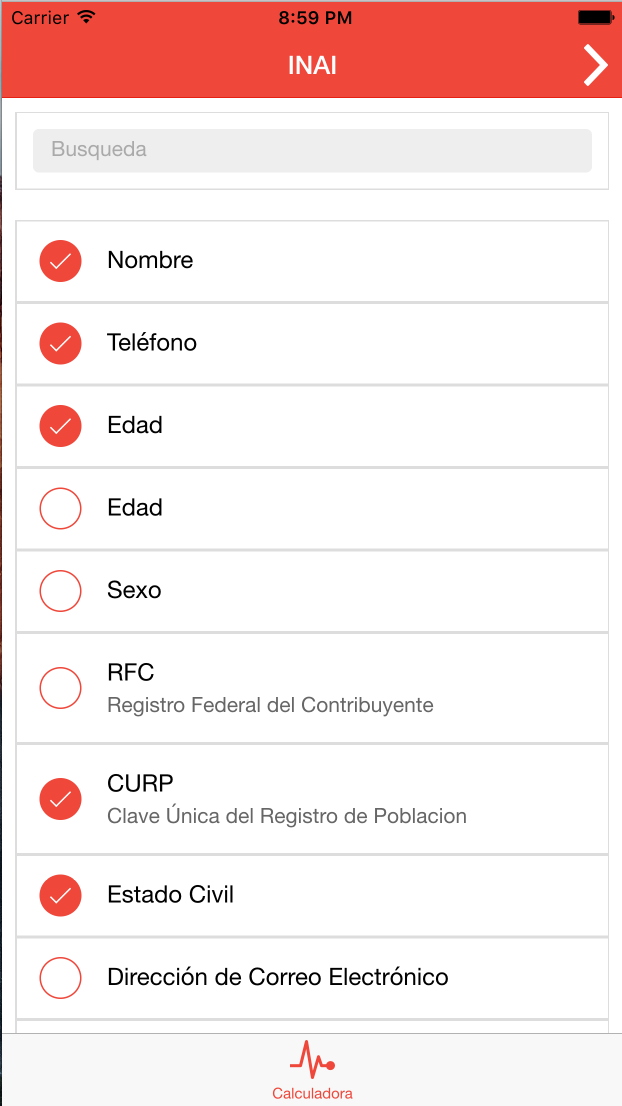 Carrier 8:59 PM
INAI
Busqueda
Nombre
Teléfono
Edad
Edad
Sexo
RFC
Registro Federal del Contribuyente
CURP
Clave Única del Registro de Poblacion
Estado Civil
Dirección de Correo Electrónico
Calculadora